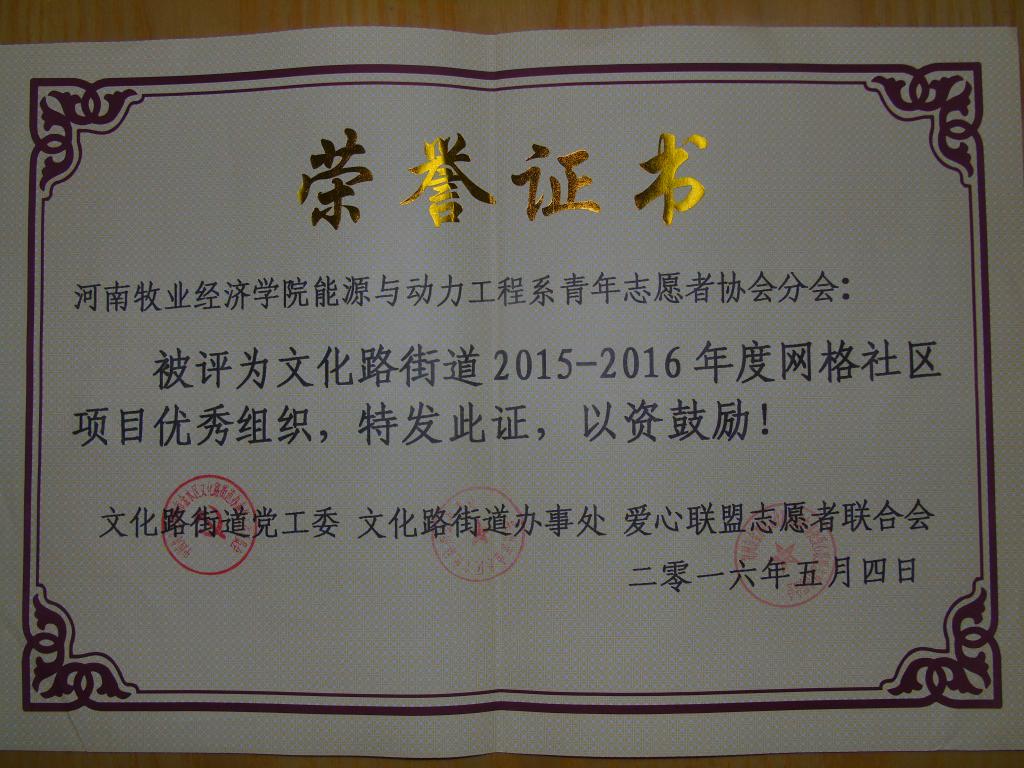 荣誉证书
河南牧业经济学院能源与动力工程系青年志愿者协会分会：
被评为文化路街道2015-2016年度网格社区
项目优秀组织，特发此证，以资鼓励！
文化路街道党工委 文化路街道办事处 爱心联盟志愿者联合会
二零一六年五月四日